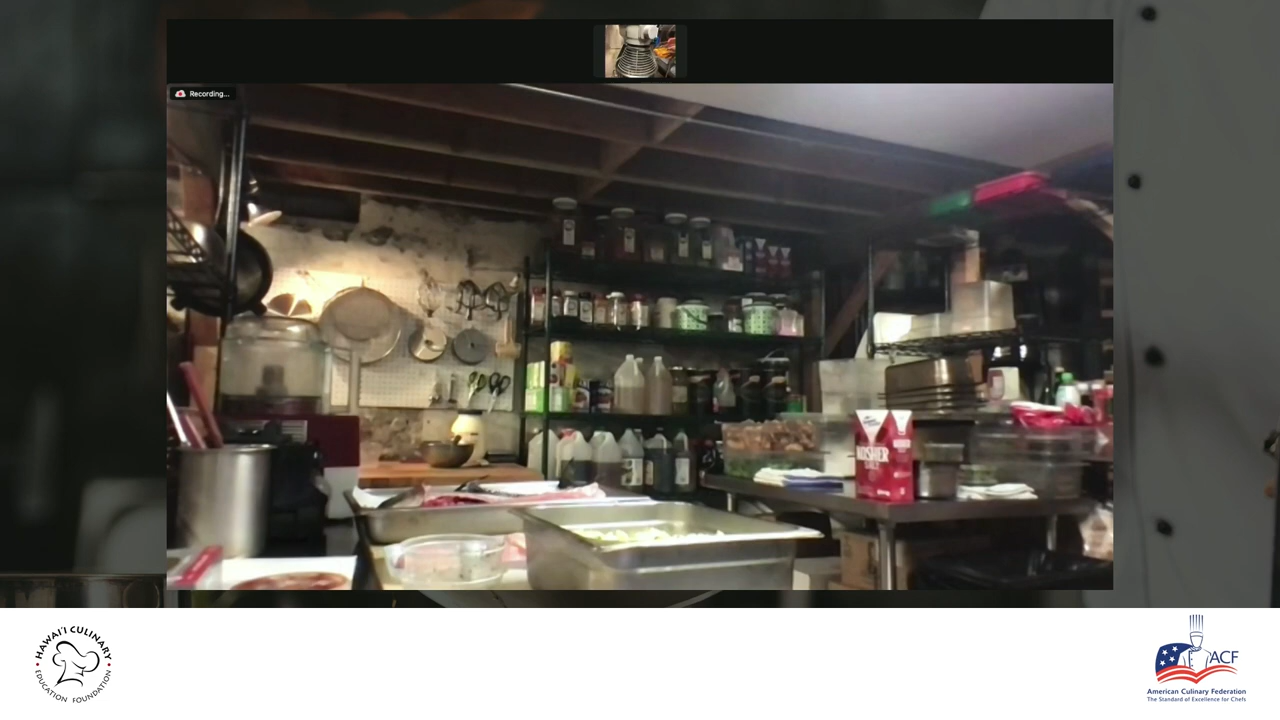 Recording...
KOSHER
HAWAI'I CULINARY
EDUCATION FOUNDATION
ACF
American Culinary Federation
The Standard of Excellence for Chefs